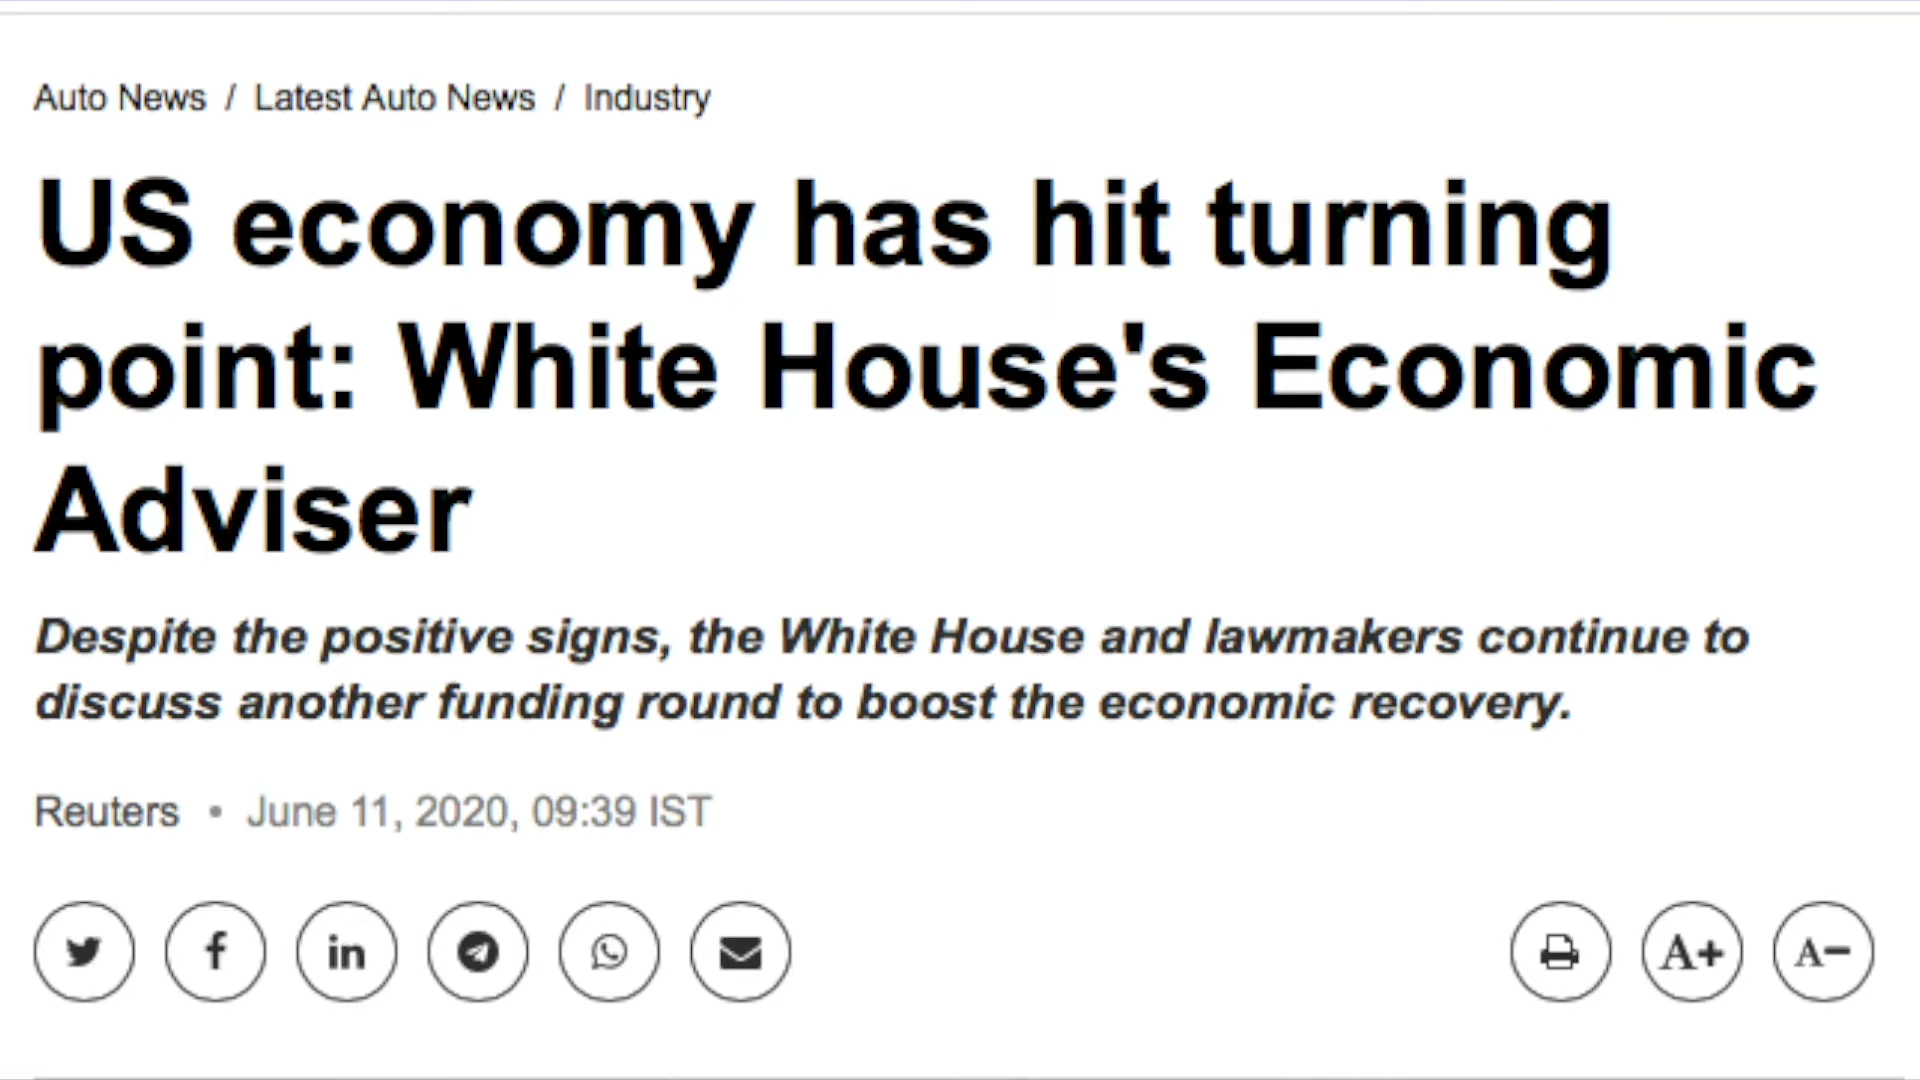 Auto News / Latest Auto News / Industry
US economy has hit turning
point: White House's Economic
Adviser
Despite the positive signs, the White House and lawmakers continue to
discuss another funding round to boost the economic recovery.
Reuters • June 11, 2020, 09:39 IST
f in A+ A-